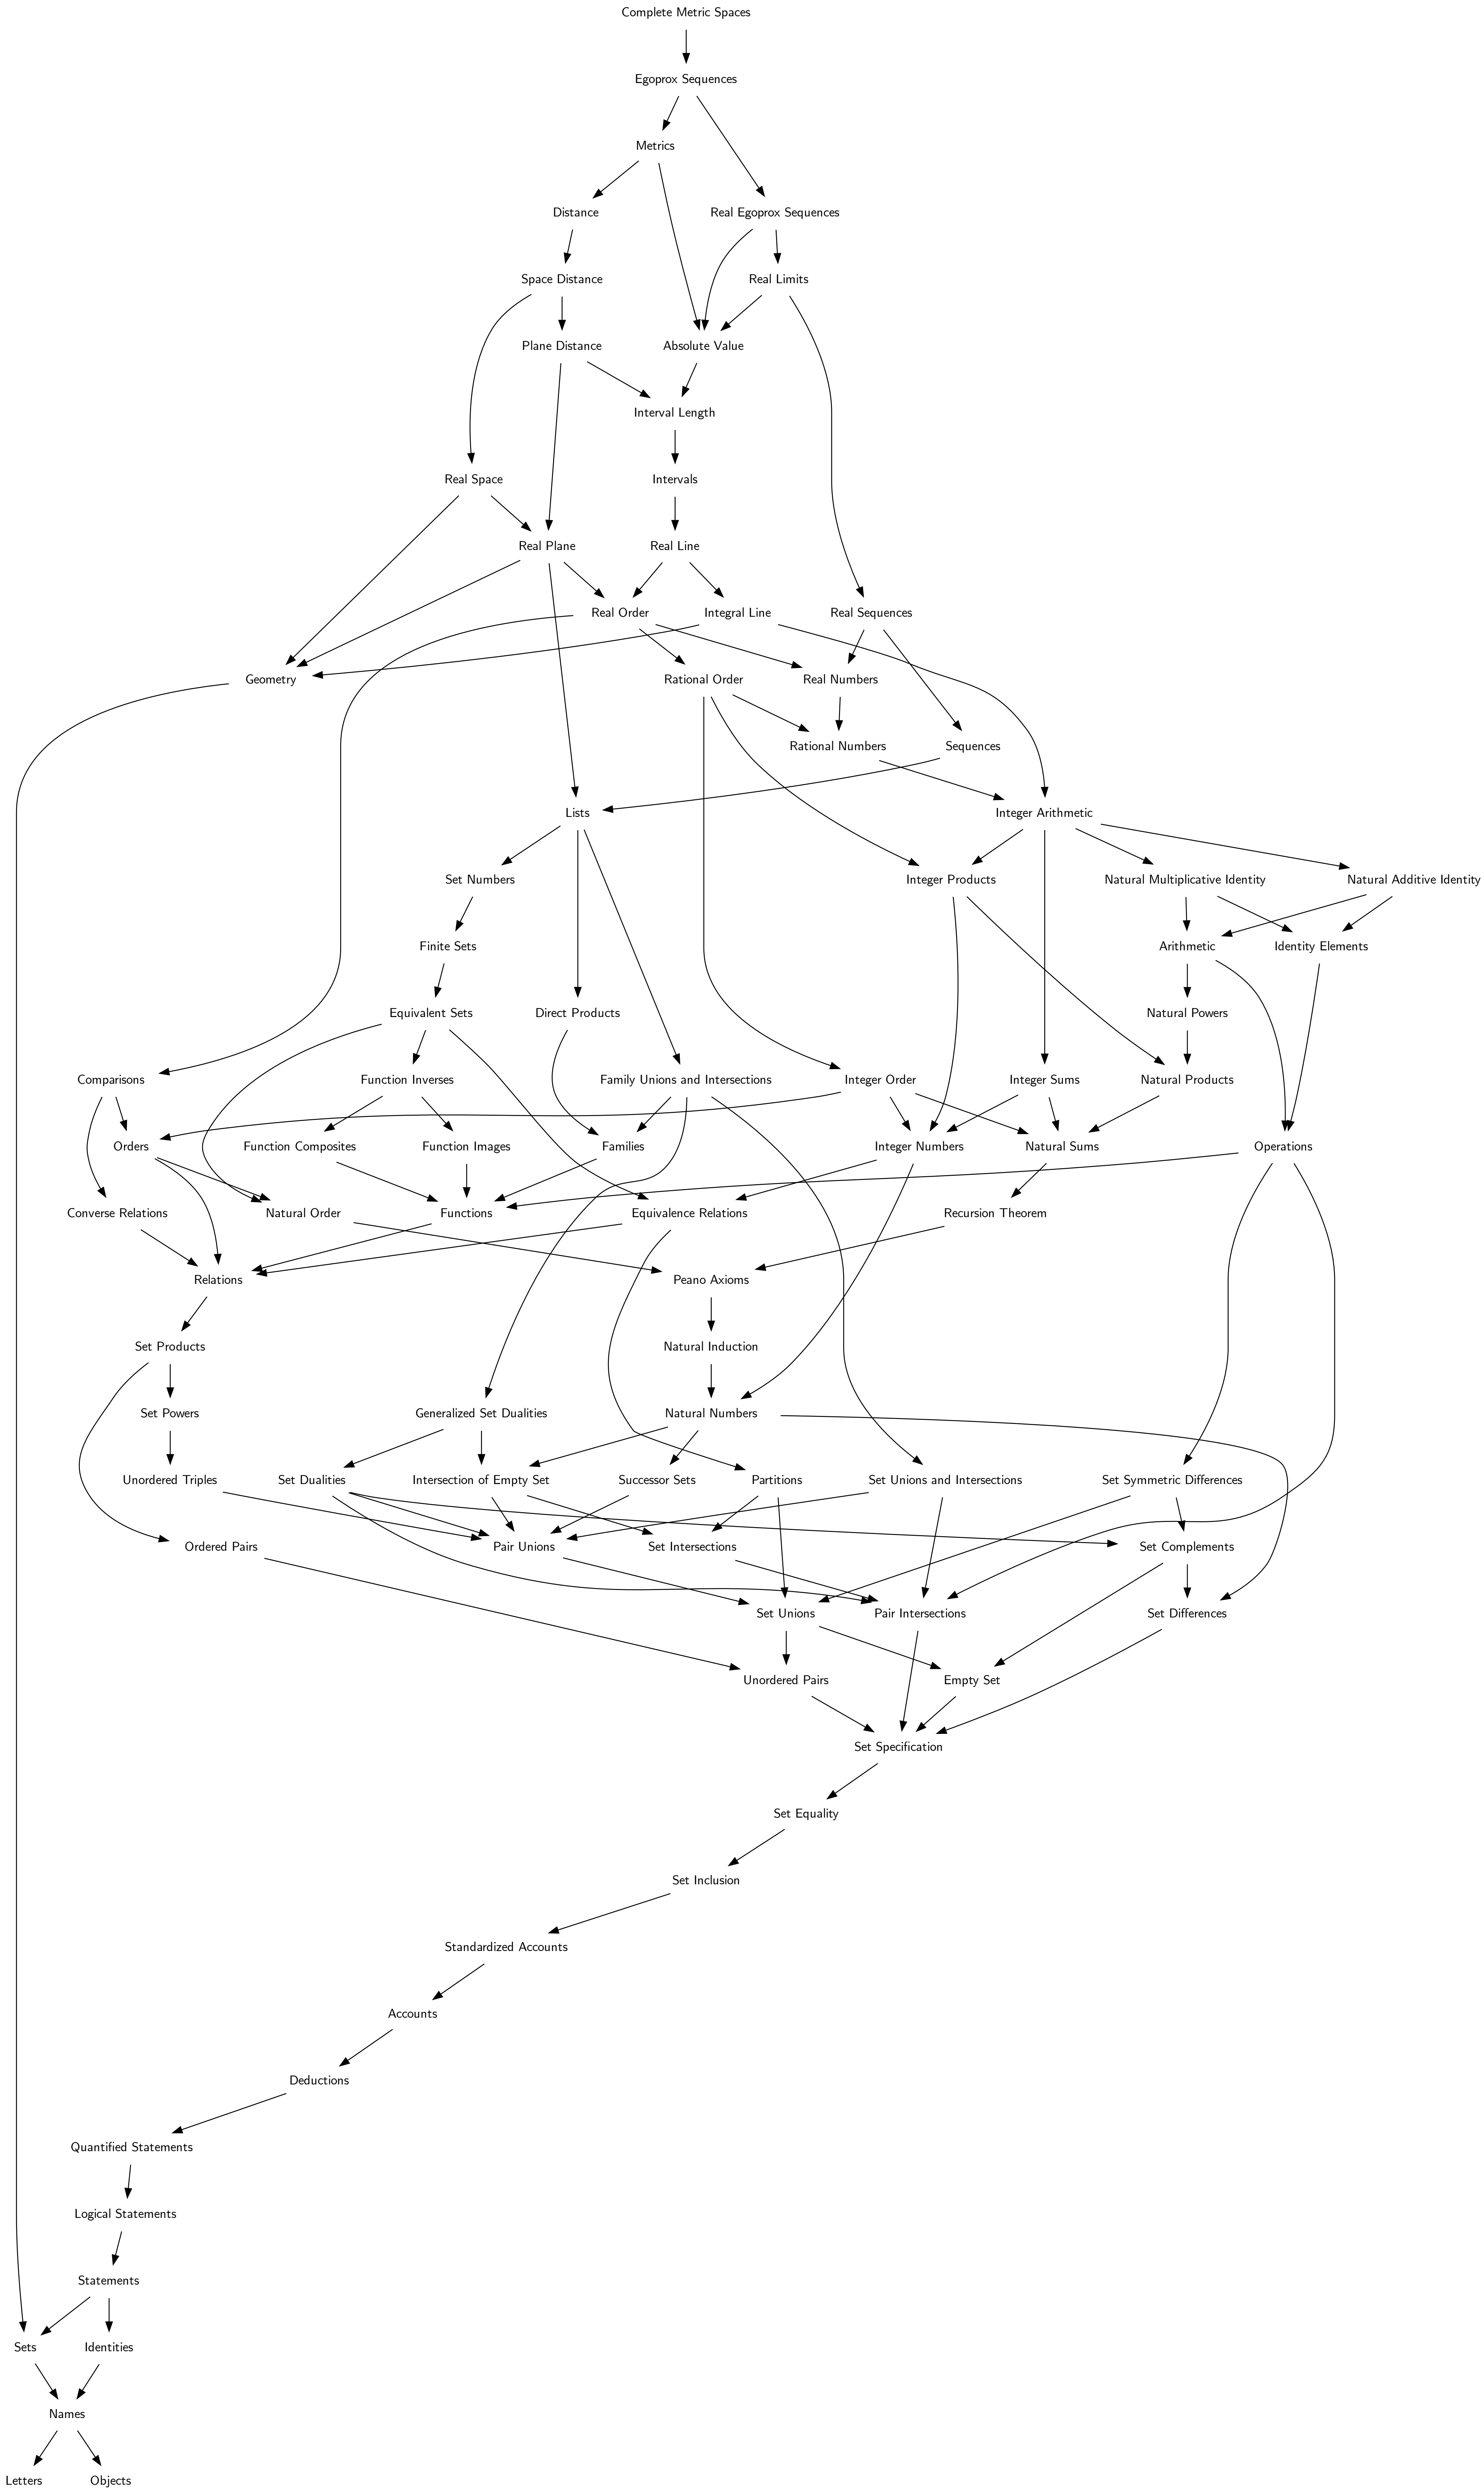 Complete Metric Spaces
Egoprox Sequences
Metrics
Distance
Real Egoprox Sequences
Space Distance
Real Limits
Plane Distance
Absolute Value
Interval Length
Real Space
Intervals
Real Plane
Real Line
Real Order
Integral Line
Real Sequences
Geometry
Rational Order
Real Numbers
Rational Numbers
Sequences
Lists
Integer Arithmetic
Set Numbers
Integer Products
Natural Multiplicative Identity
Natural Additive Identity
Finite Sets
Arithmetic
Identity Elements
Equivalent Sets
Direct Products
Natural Powers
Comparisons
Function Inverses
Family Unions and Intersections
Integer Order
Integer Sums
Natural Products
Orders
Function Composites
Function Images
Families
Integer Numbers
Natural Sums
Operations
Converse Relations
Natural Order
Functions
Equivalence Relations
Recursion Theorem
Relations
Peano Axioms
Set Products
Natural Induction
Set Powers
Generalized Set Dualities
Natural Numbers
Unordered Triples
Set Dualities
Intersection of Empty Set
Successor Sets
Partitions
Set Unions and Intersections
Set Symmetric Differences
Ordered Pairs
Pair Unions
Set Intersections
Set Complements
Set Unions
Pair Intersections
Set Differences
Unordered Pairs
Empty Set
Set Specification
Set Equality
Set Inclusion
Standardized Accounts
Accounts
Deductions
Quantified Statements
Logical Statements
Statements
Sets
Identities
Names
Letters
Objects